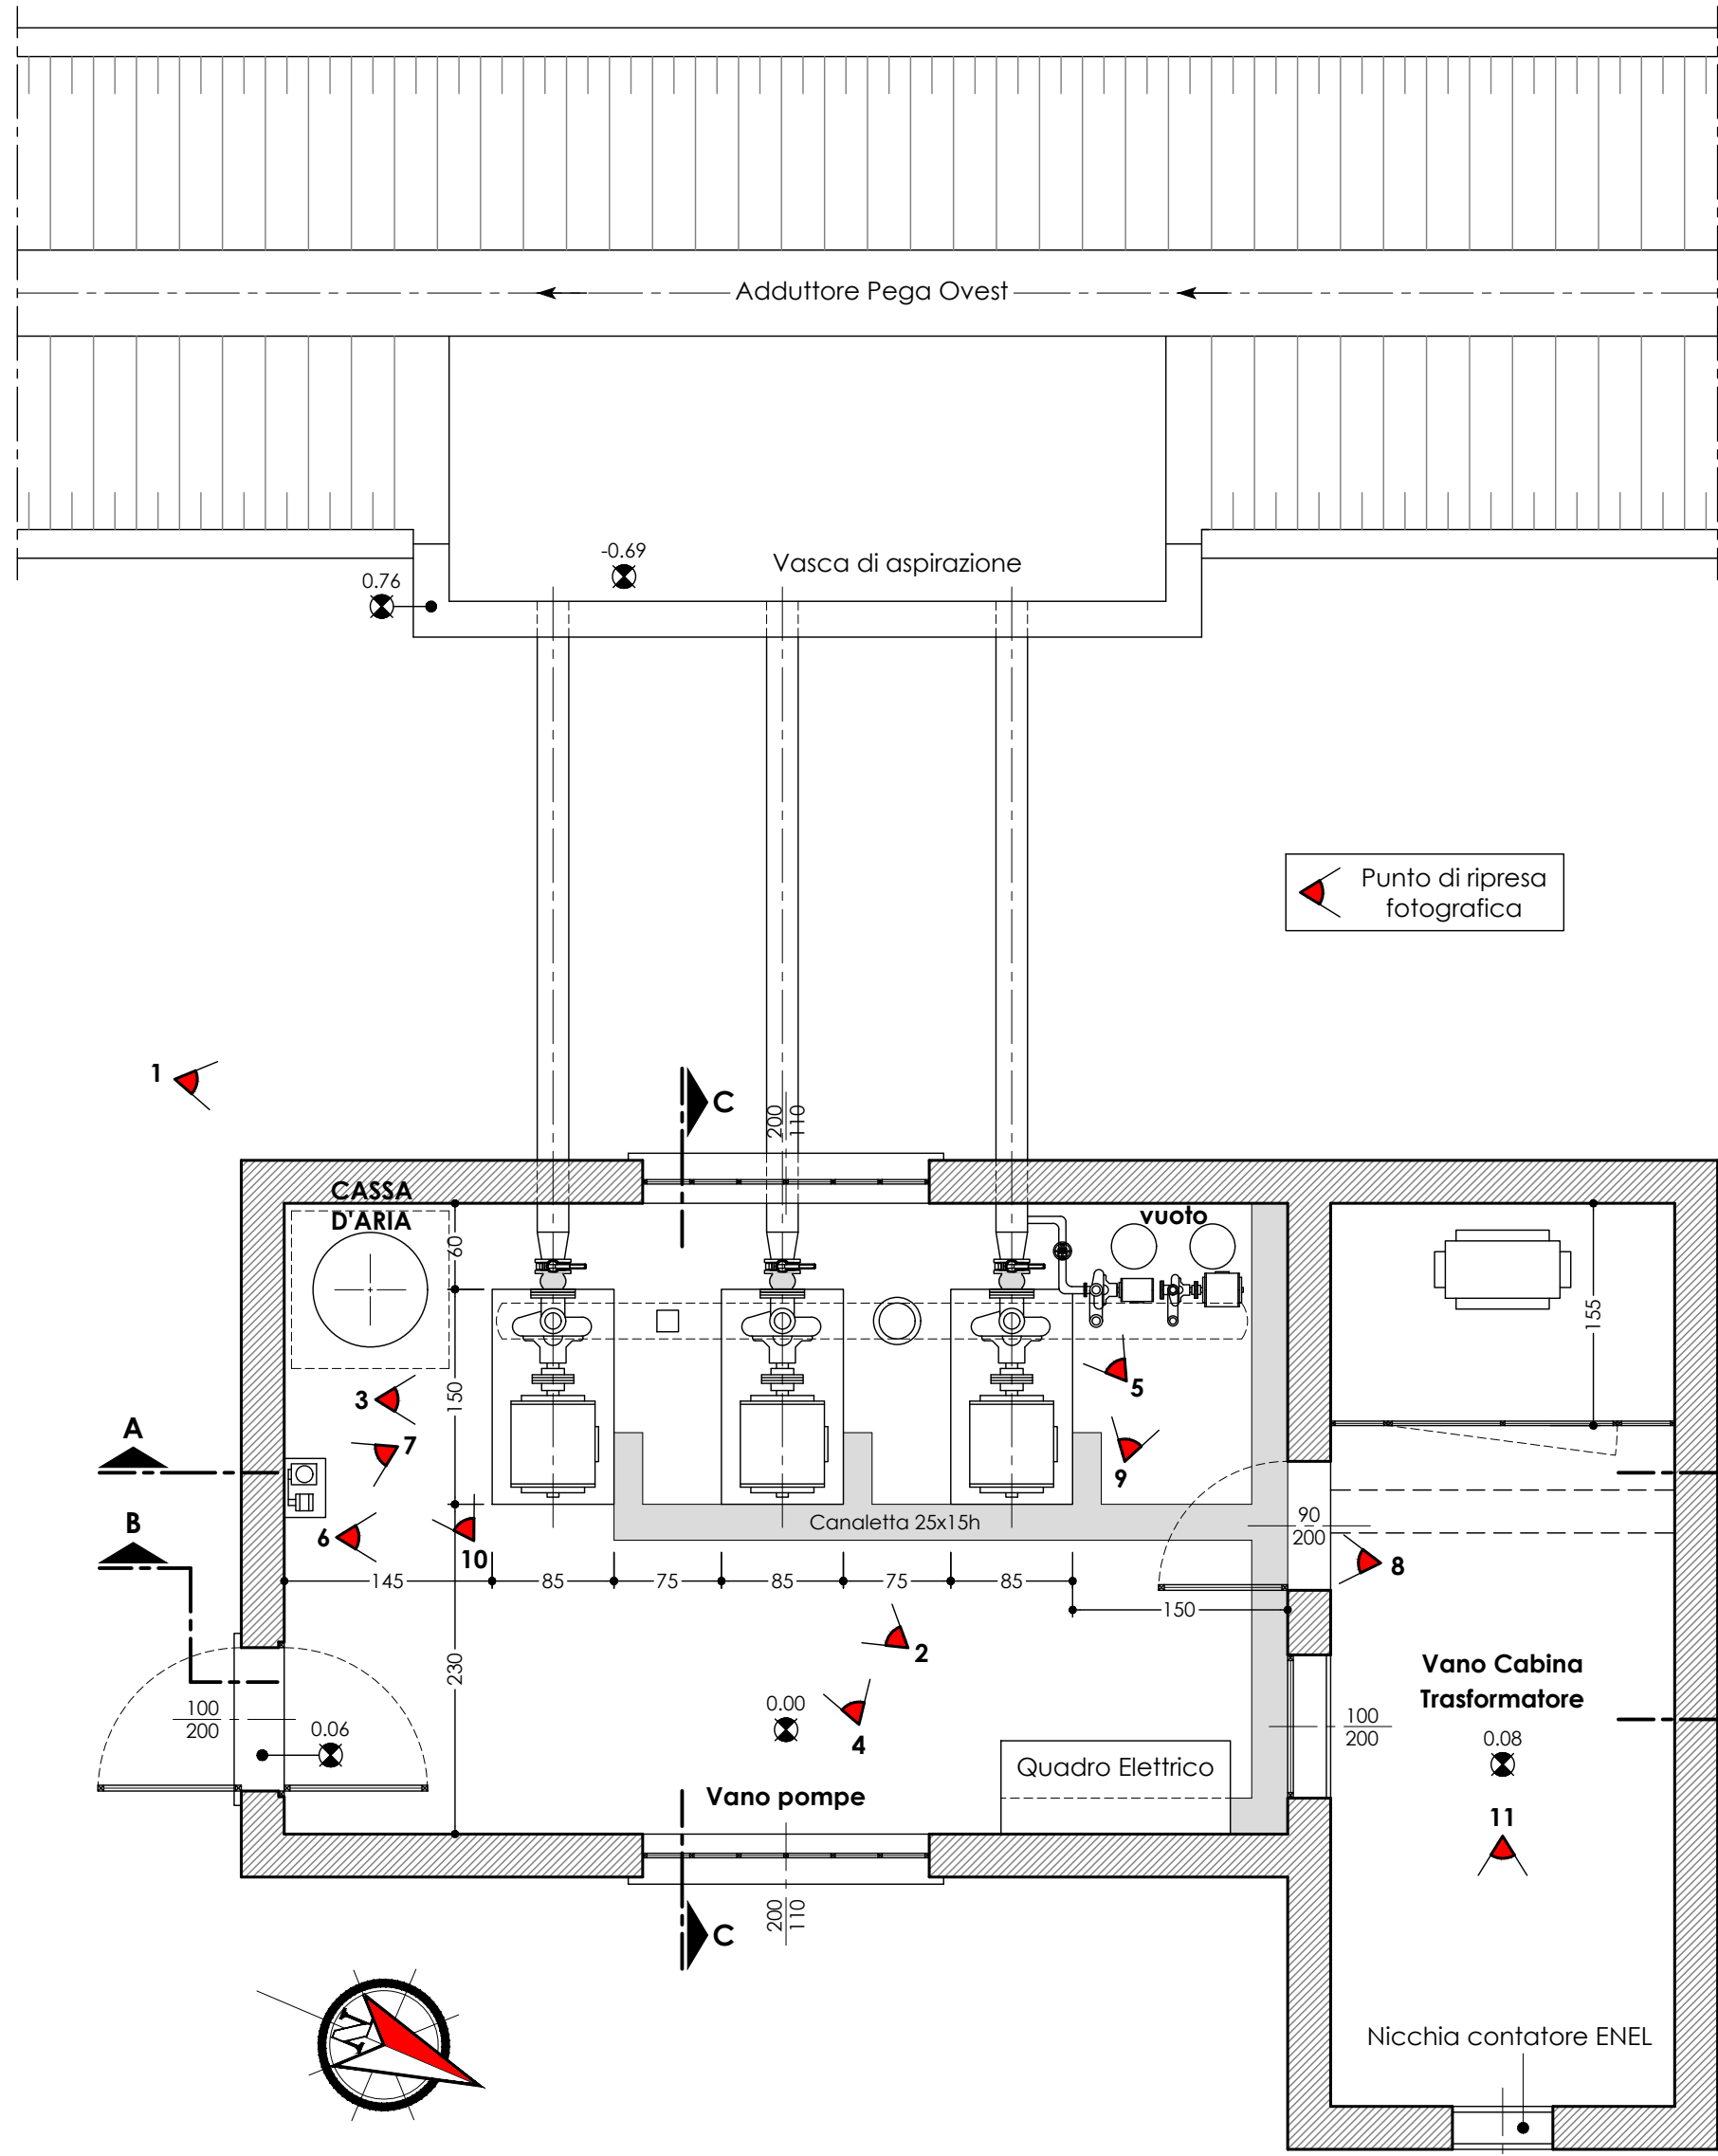 Adduttore Pega Ovest
-0.69
Vasca di aspirazione
0.76
Punto di ripresa
fotografica
1
C
200
110
CASSA
D'ARIA
vuoto
60
155
150
3
5
7
A
9
B
6
10
Canaletta 25x15h
90
200
8
145
85
75
85
75
85
150
2
230
Vano Cabina
Trasformatore
100
200
0.06
0.00
4
100
200
0.08
Quadro Elettrico
Vano pompe
11
200
110
C
N
Nicchia contatore ENEL